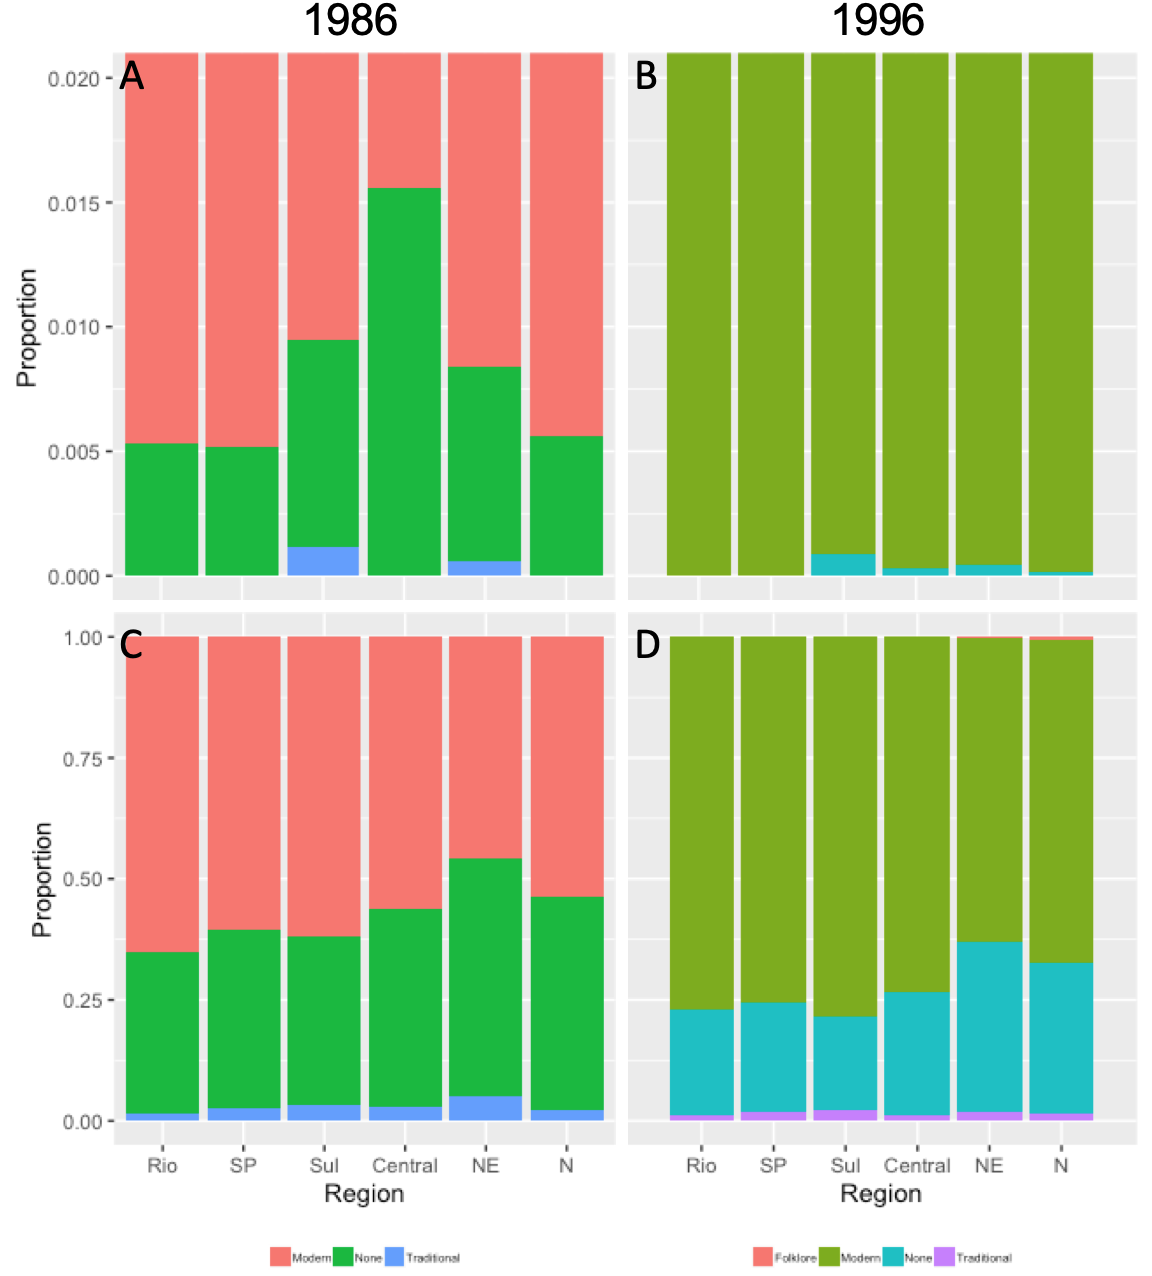 1986 1996
A B
0.020
0.015
0.010
0.005
0.000
Proportion
C D
1.00
0.75
0.50
0.25
0.00
Proportion
Rio SP Sul Central NE N Rio SP Sul Central NE N
Region Region
Modern None Traditional Folklore Modern None Traditional